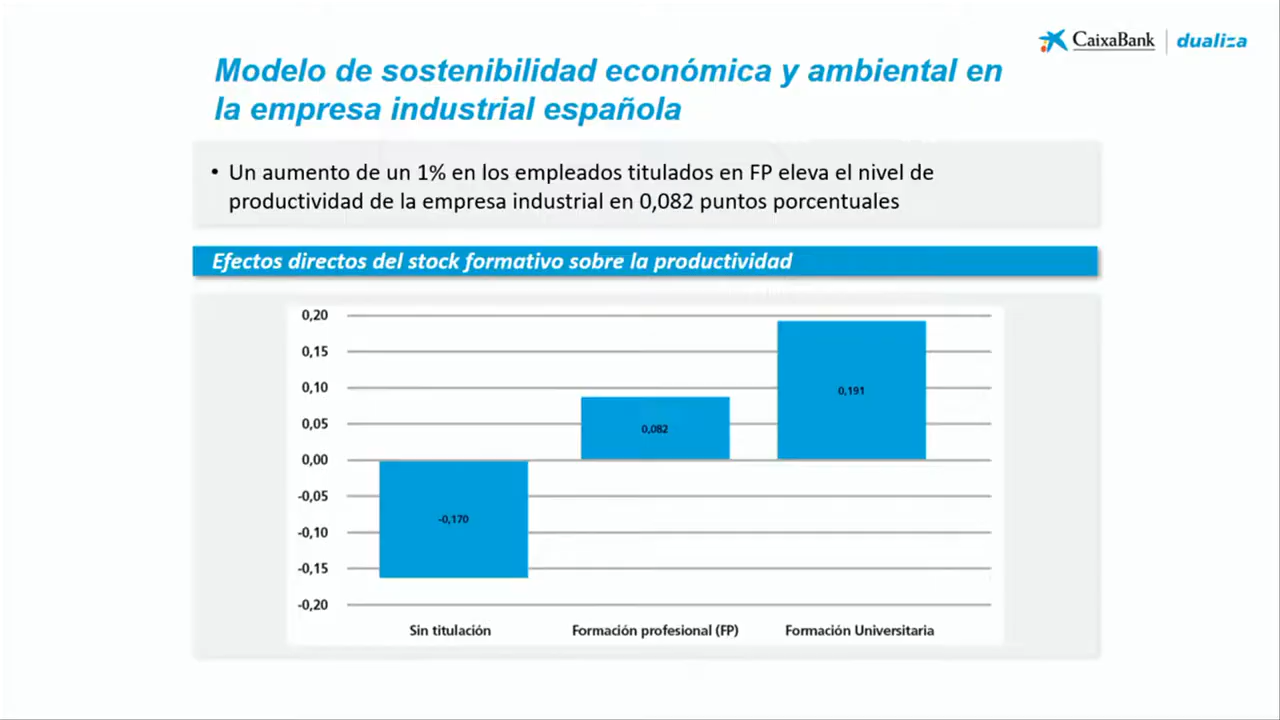 CaixaBank | dualiza
Modelo de sostenibilidad económica y ambiental en
la empresa industrial española
• Un aumento de un 1% en los empleados titulados en FP eleva el nivel de
productividad de la empresa industrial en 0,082 puntos porcentuales
Efectos directos del stock formativo sobre la productividad
0,20
0,15
0,10
0,05
0,00
-0,05
-0,10
-0,15
-0,20
-0,170
0,082
0,191
Sin titulación
Formación profesional (FP)
Formación Universitaria